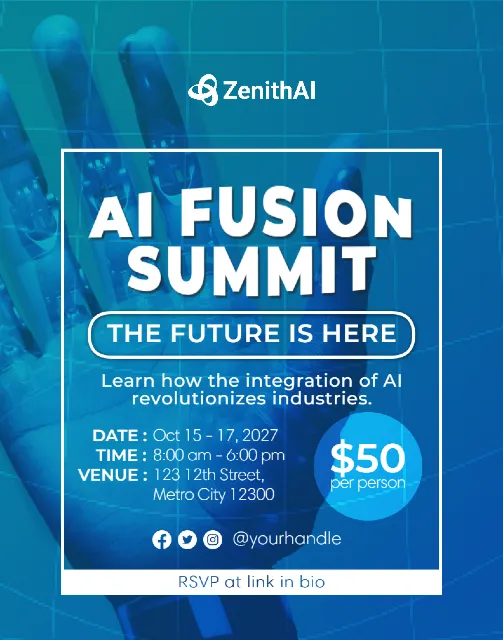 ZenithAI
AI FUSION
SUMMIT
THE FUTURE IS HERE
Learn how the integration of AI
revolutionizes industries.
DATE : Oct 15 - 17, 2027
TIME : 8:00 am - 6:00 pm
VENUE : 123 12th Street,
Metro City 12300
$50
per person
@yourhandle
RSVP at link in bio